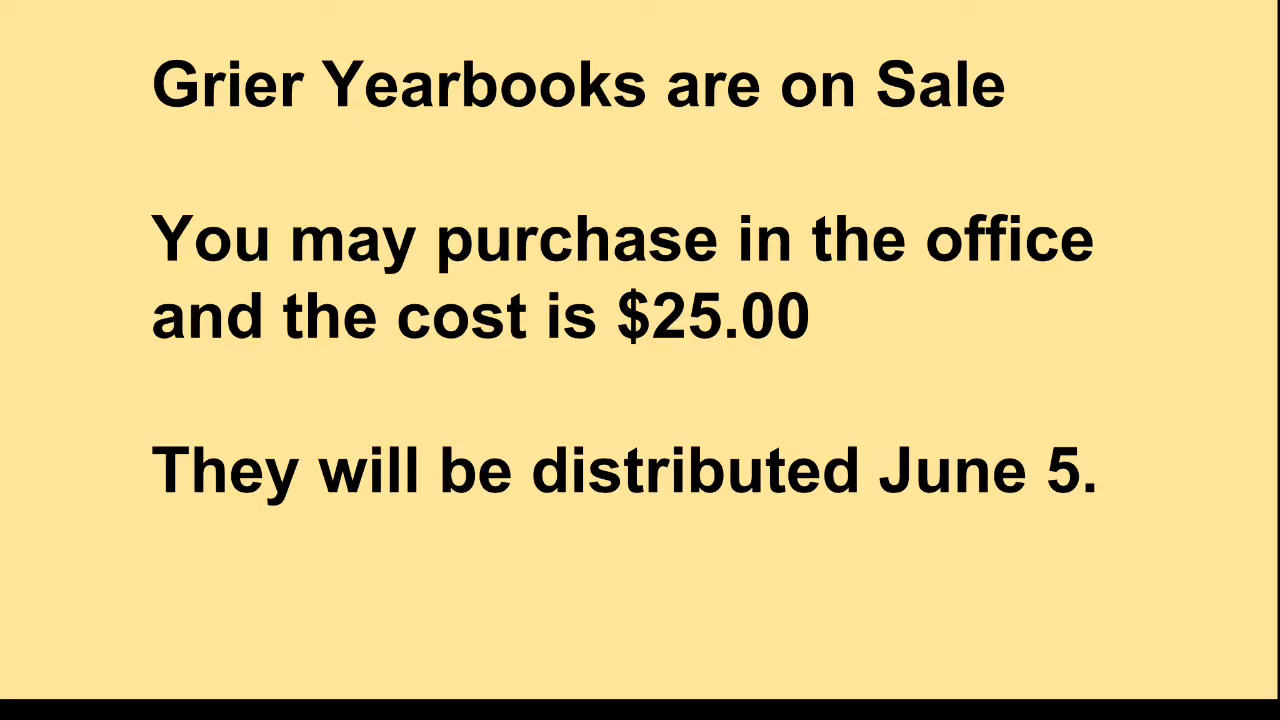 Grier Yearbooks are on Sale
You may purchase in the office
and the cost is $25.00
They will be distributed June 5.